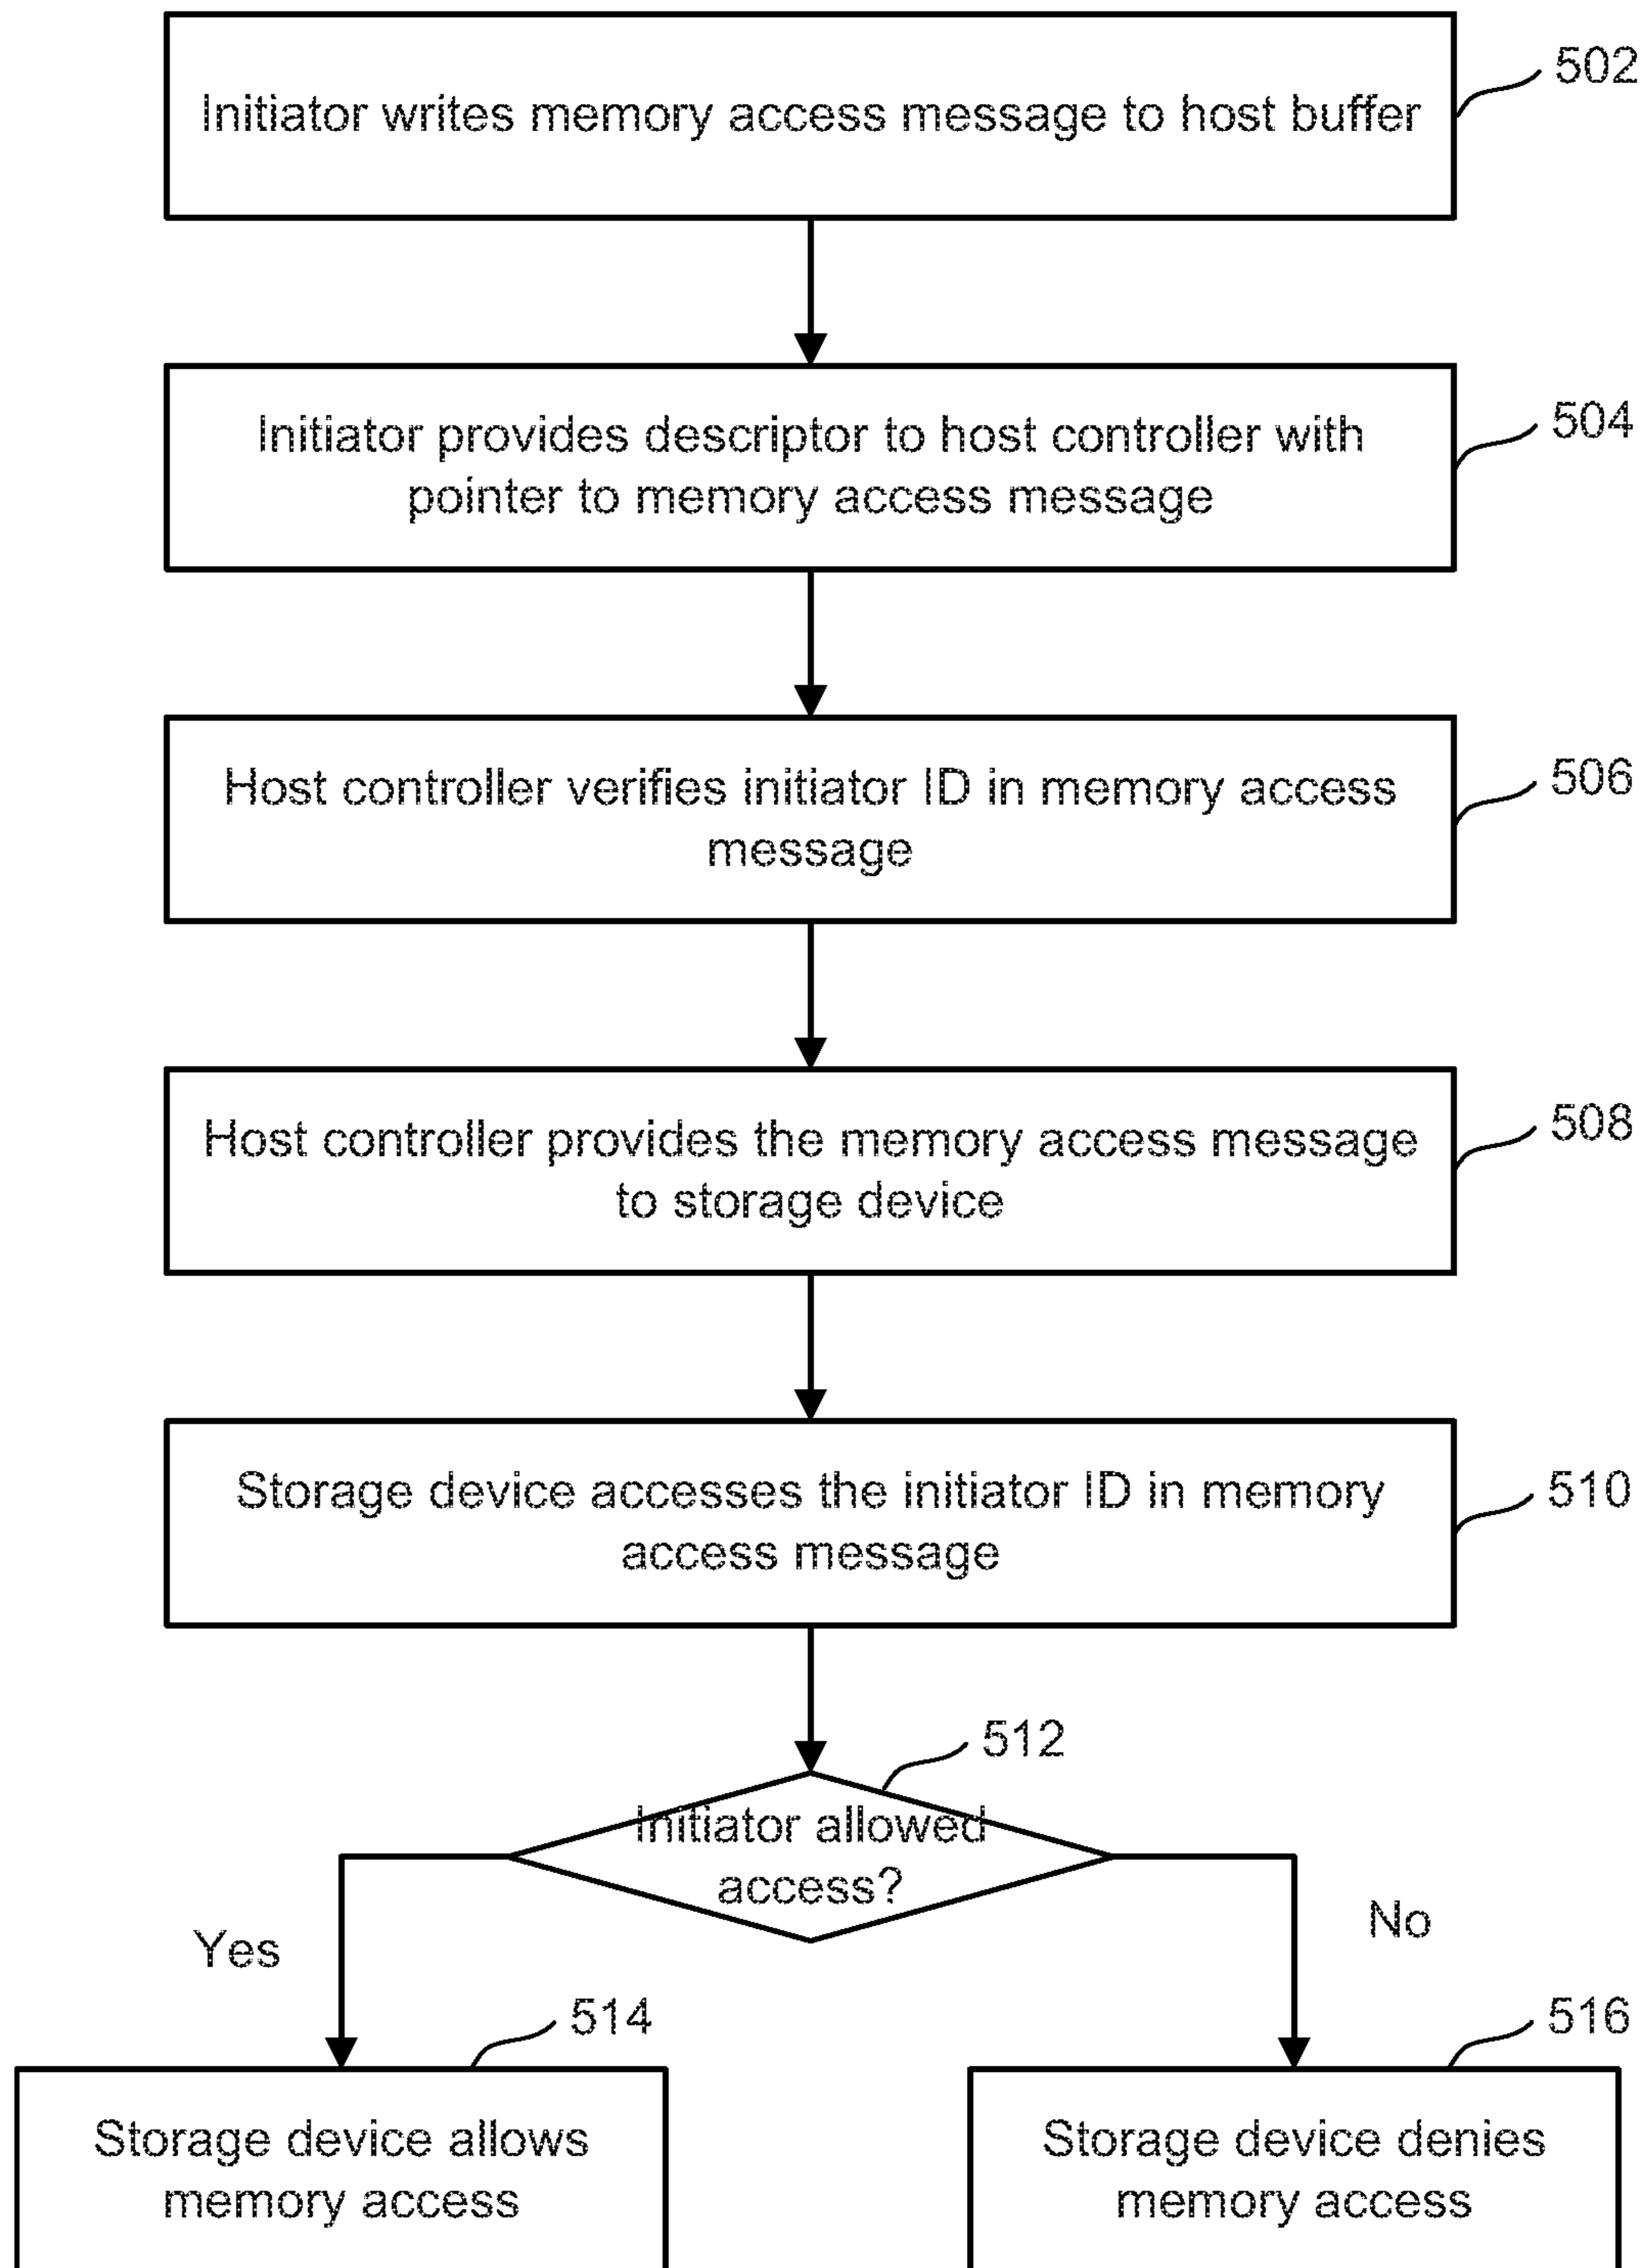 Initiator writes memory access message to host buffer
502
Initiator provides descriptor to host controller with
pointer to memory access message
504
Host controller verifies initiator ID in memory access
message
506
Host controller provides the memory access message
to storage device
508
Storage device accesses the initiator ID in memory
access message
510
512
Initiator allowed
access?
Yes
No
514
516
Storage device allows
memory access
Storage device denies
memory access